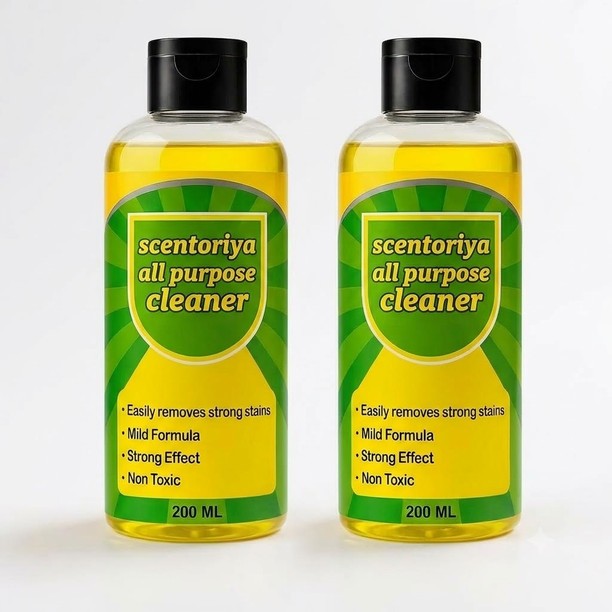 scentoriya
all purpose
cleaner
• Easily removes strong stains
• Mild Formula
• Strong Effect
• Non Toxic
200 ML
scentoriya
all purpose
cleaner
• Easily removes strong stains
• Mild Formula
• Strong Effect
• Non Toxic
200 ML